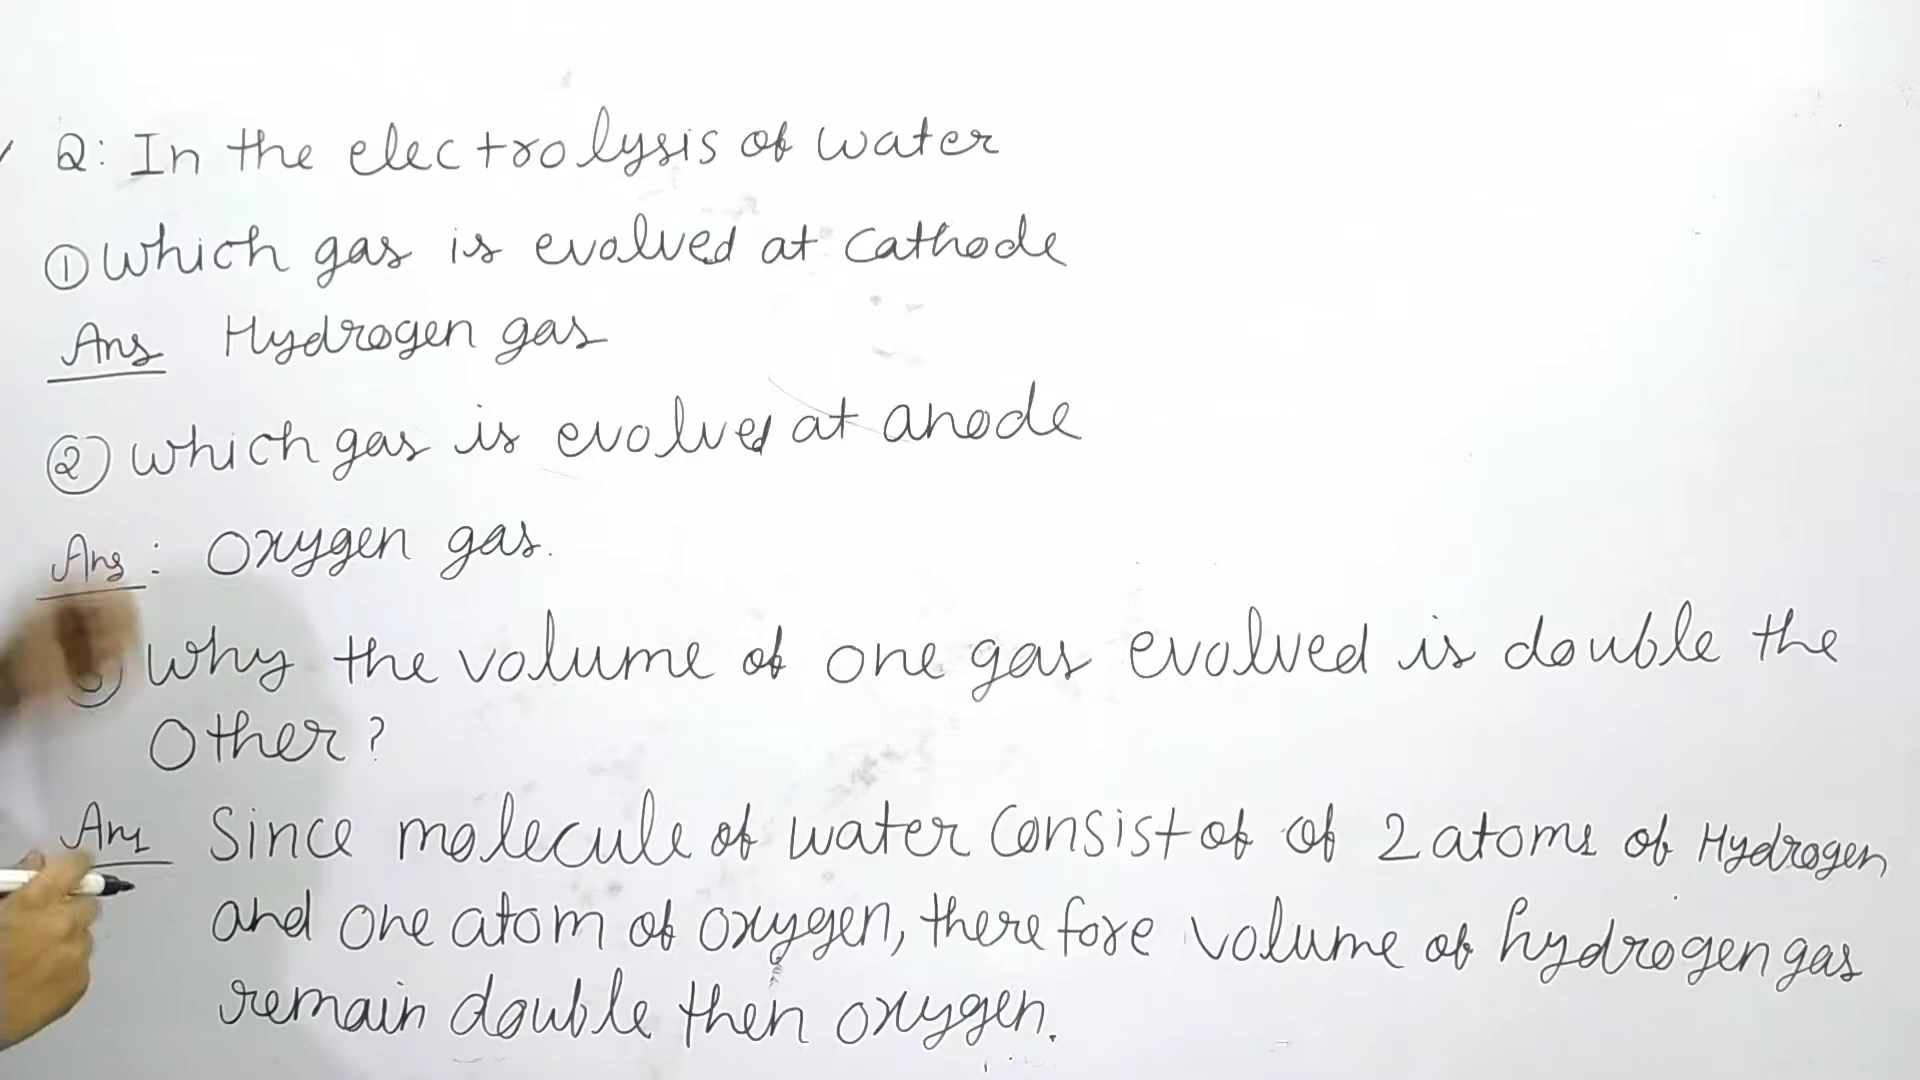 Q: In the electrolysis of water
① Which gas is evolved at Cathode
Ans Hydrogen gas
② Which gas is evolved at anode
Ans: Oxygen gas.
Why the volume of one gas evolved is double the
Other?
Ans Since molecule of water Consist of of 2 atoms of Hydrogen
and one atom of oxygen, therefore volume of hydrogen gas
remain double then oxygen.